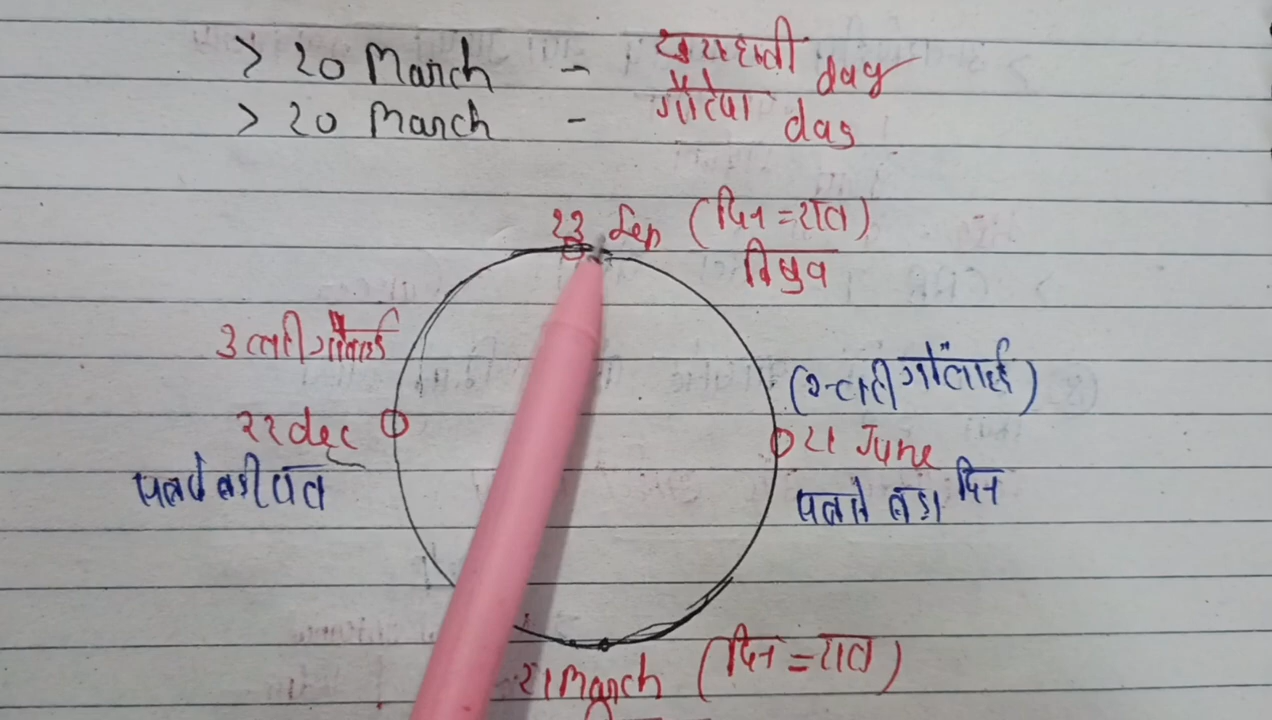 > 20 March - day
> 20 March - गौरैया day
23 Sep (दिन = रात)
विषुव
उत्तरी गोलार्द्ध
(उत्तरी गोलार्द्ध)
22 dec
21 June
सबसे बड़ी रात
सबसे बड़ा दिन
21 March (दिन = रात)